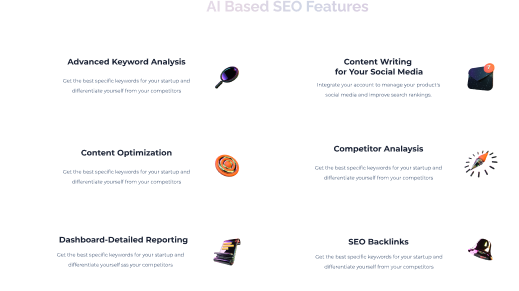 AI Based SEO Features
Advanced Keyword Analysis
Get the best specific keywords for your startup and
differentiate yourself from your competitors
Content Writing
for Your Social Media
Integrate your account to manage your product's
social media and improve search rankings.
Content Optimization
Get the best specific keywords for your startup and
differentiate yourself from your competitors
Competitor Analaysis
Get the best specific keywords for your startup and
differentiate yourself from your competitors
Dashboard-Detailed Reporting
Get the best specific keywords for your startup and
differentiate yourself sas your competitors
SEO Backlinks
Get the best specific keywords for your startup and
differentiate yourself from your competitors